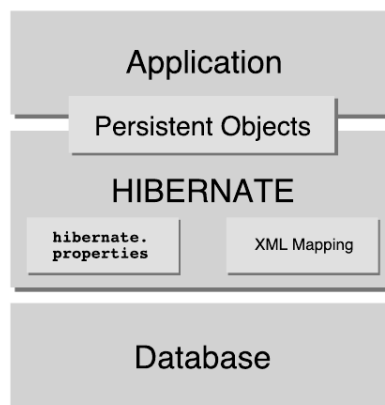 Application
Persistent Objects
HIBERNATE
hibernate.
properties
XML Mapping
Database